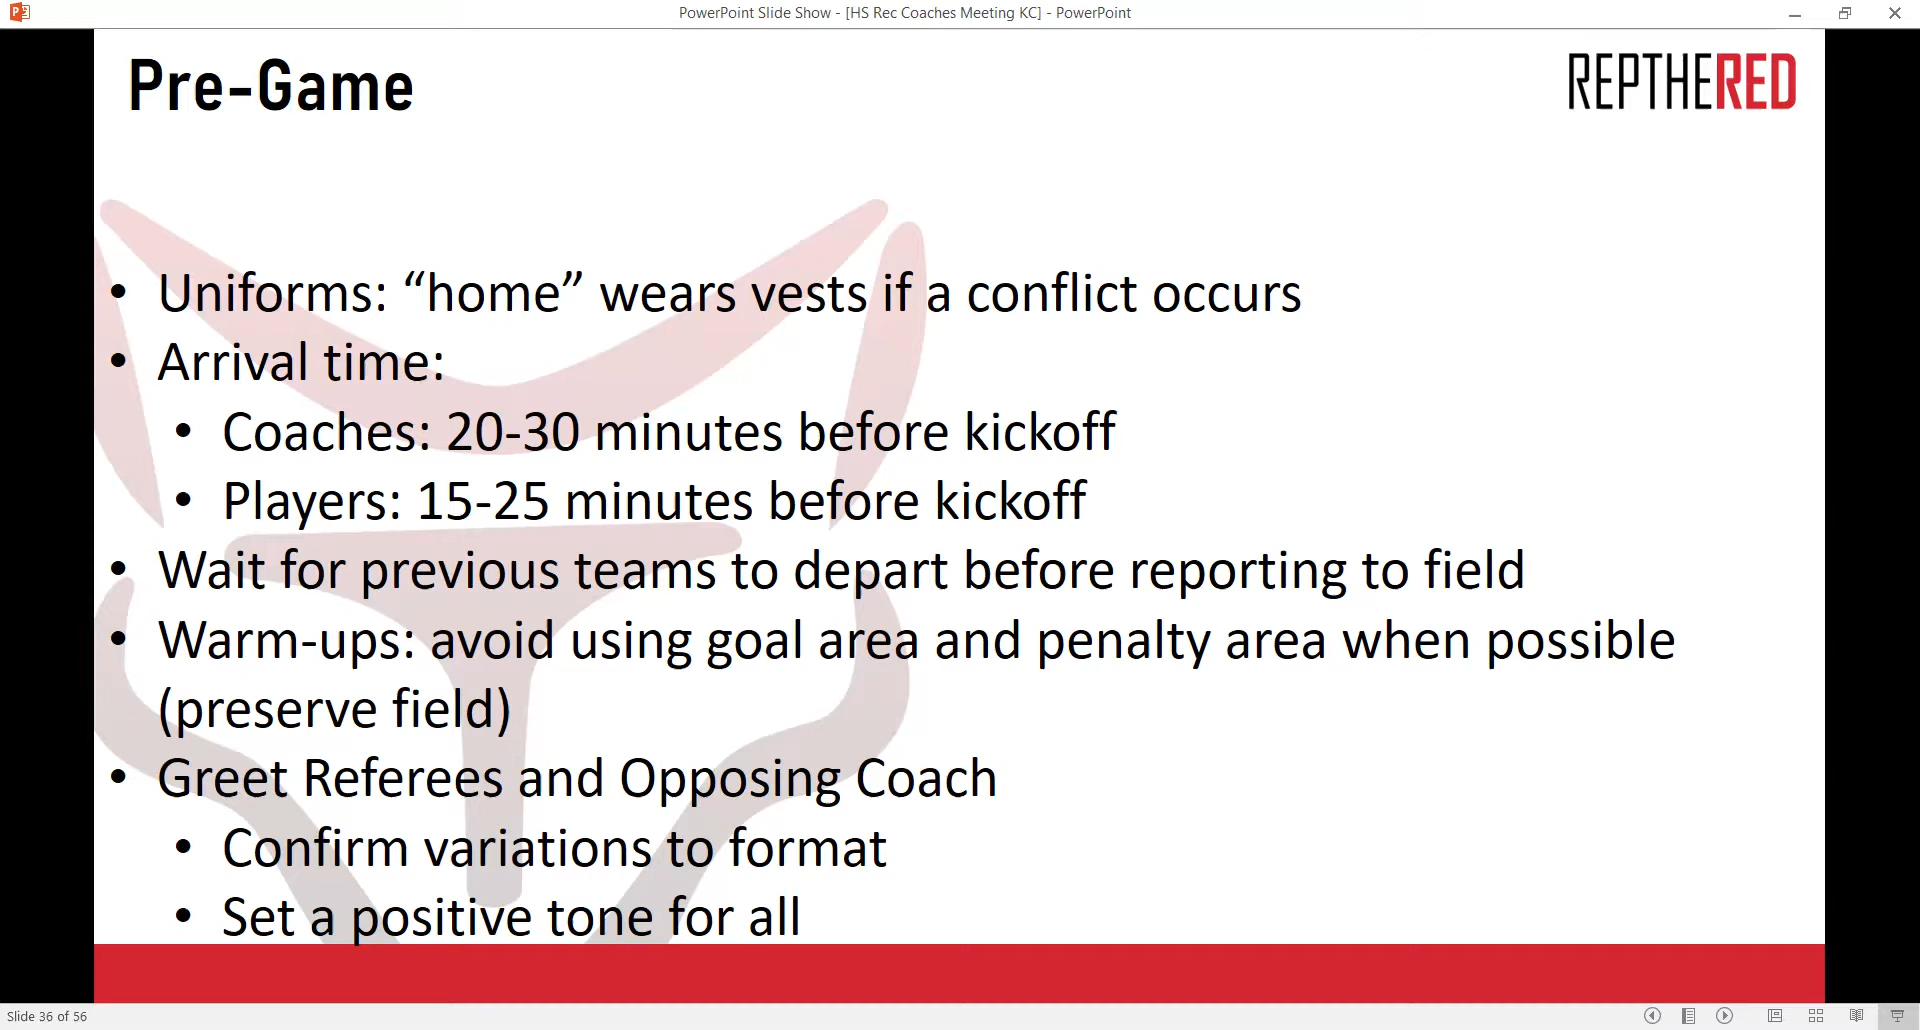 PowerPoint Slide Show - [HS Rec Coaches Meeting KC] - PowerPoint
Pre-Game
REPTHERED
• Uniforms: “home” wears vests if a conflict occurs
• Arrival time:
• Coaches: 20-30 minutes before kickoff
• Players: 15-25 minutes before kickoff
• Wait for previous teams to depart before reporting to field
• Warm-ups: avoid using goal area and penalty area when possible
(preserve field)
• Greet Referees and Opposing Coach
• Confirm variations to format
• Set a positive tone for all
Slide 36 of 56